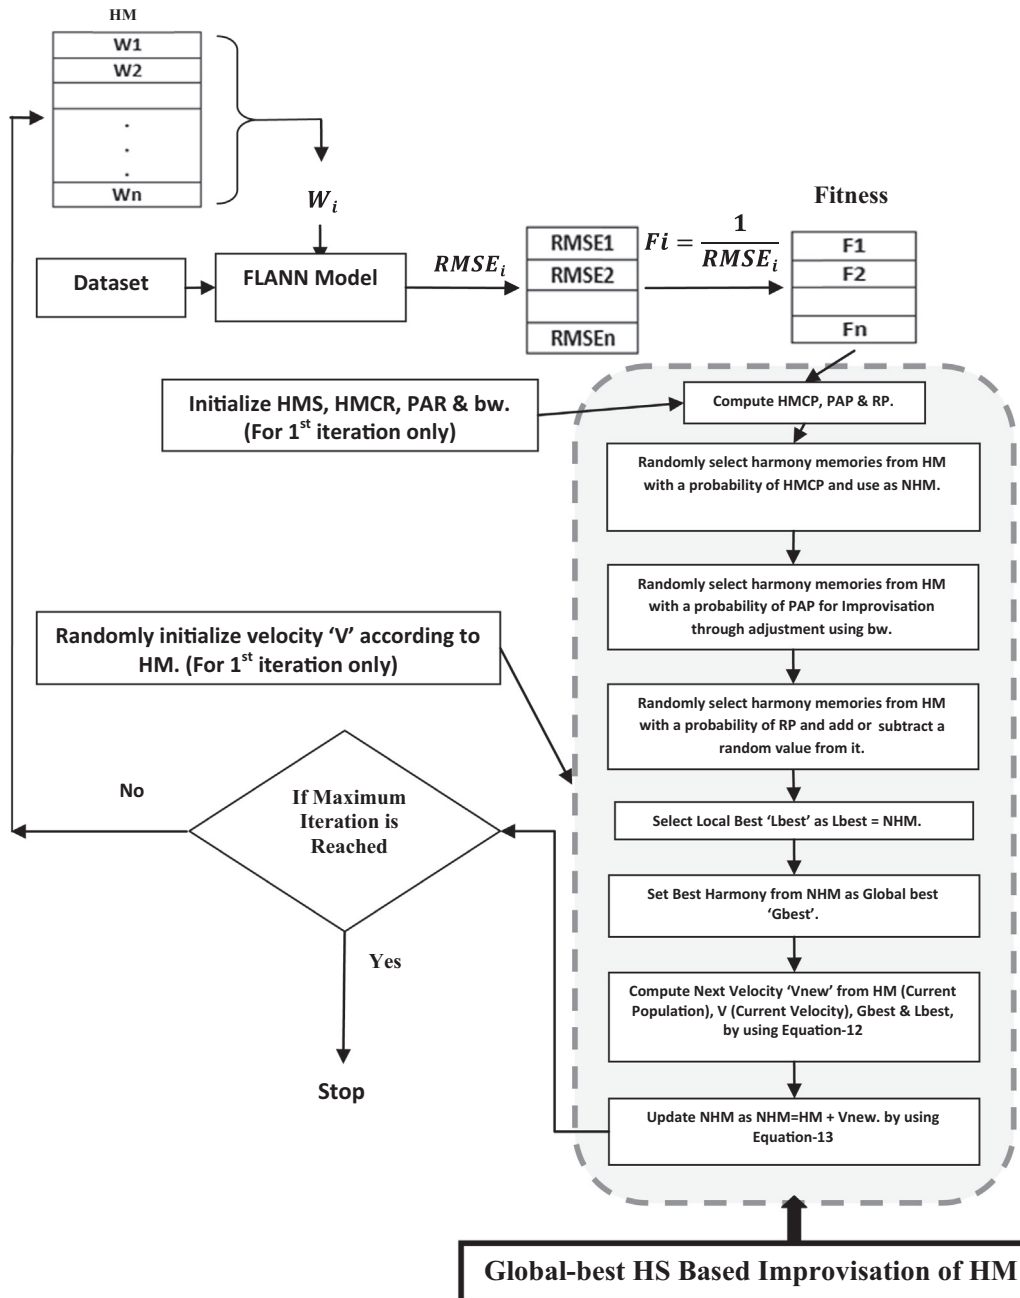 HM
W1
W2
.
.
.
Wn
W_i
Fitness
Dataset
FLANN Model
RMSE_i
RMSE1
RMSE2
RMSEn
Fi = 1 / RMSE_i
F1
F2
Fn
Initialize HMS, HMCR, PAR & bw.
(For 1st iteration only)
Compute HMCP, PAP & RP.
Randomly select harmony memories from HM
with a probability of HMCP and use as NHM.
Randomly select harmony memories from HM
with a probability of PAP for Improvisation
through adjustment using bw.
Randomly initialize velocity ‘V’ according to
HM. (For 1st iteration only)
Randomly select harmony memories from HM
with a probability of RP and add or subtract a
random value from it.
No
If Maximum
Iteration is
Reached
Select Local Best ‘Lbest’ as Lbest = NHM.
Set Best Harmony from NHM as Global best
‘Gbest’.
Yes
Compute Next Velocity ‘Vnew’ from HM (Current
Population), V (Current Velocity), Gbest & Lbest,
by using Equation-12
Stop
Update NHM as NHM=HM + Vnew. by using
Equation-13
Global-best HS Based Improvisation of HM